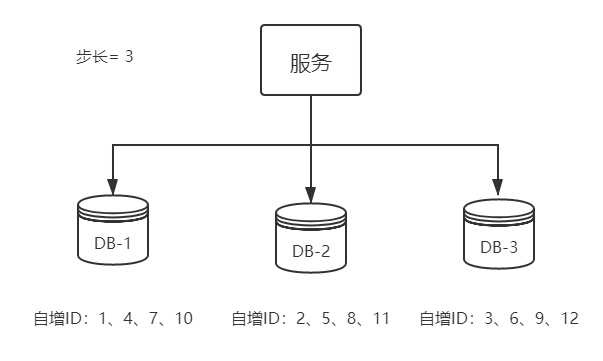 步长= 3
服务
DB-1
DB-2
DB-3
自增ID：1、4、7、10
自增ID：2、5、8、11
自增ID：3、6、9、12